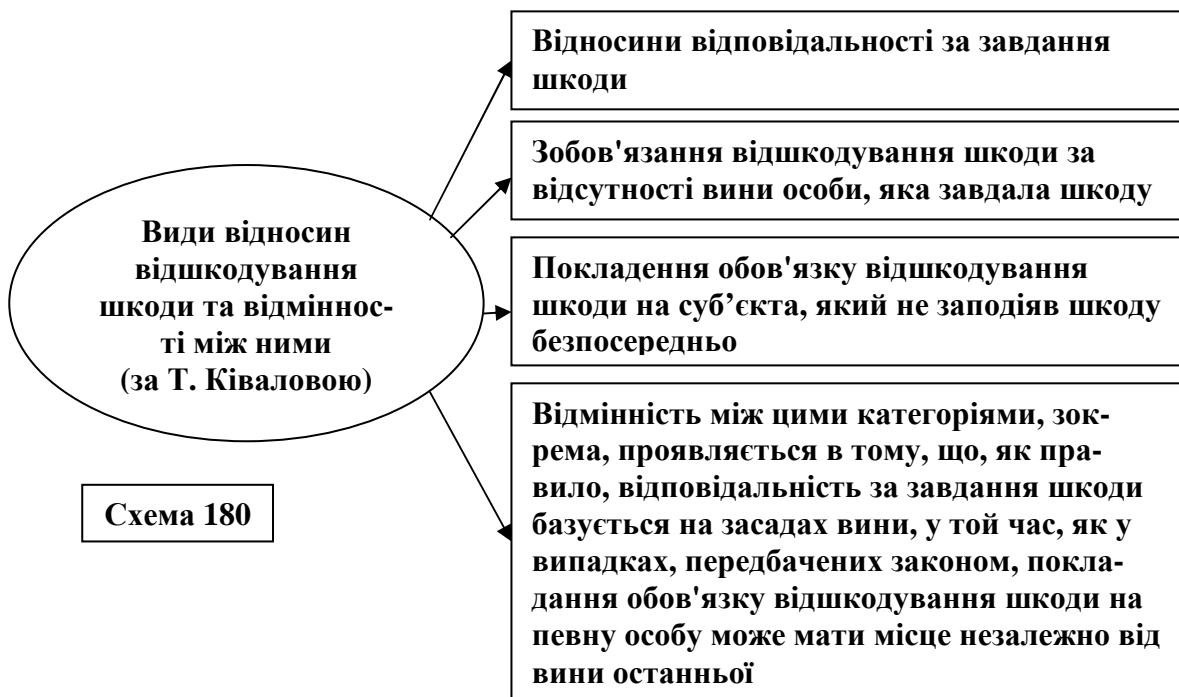 Відносини відповідальності за завдання
шкоди
Зобов'язання відшкодування шкоди за
відсутності вини особи, яка завдала шкоду
Види відносин
відшкодування
шкоди та відміннос-
ті між ними
(за Т. Ківаловою)
Покладення обов'язку відшкодування
шкоди на суб’єкта, який не заподіяв шкоду
безпосередньо
Відмінність між цими категоріями, зок-
рема, проявляється в тому, що, як пра-
вило, відповідальність за завдання шкоди
базується на засадах вини, у той час, як у
випадках, передбачених законом, покла-
дання обов'язку відшкодування шкоди на
певну особу може мати місце незалежно від
вини останньої
Схема 180